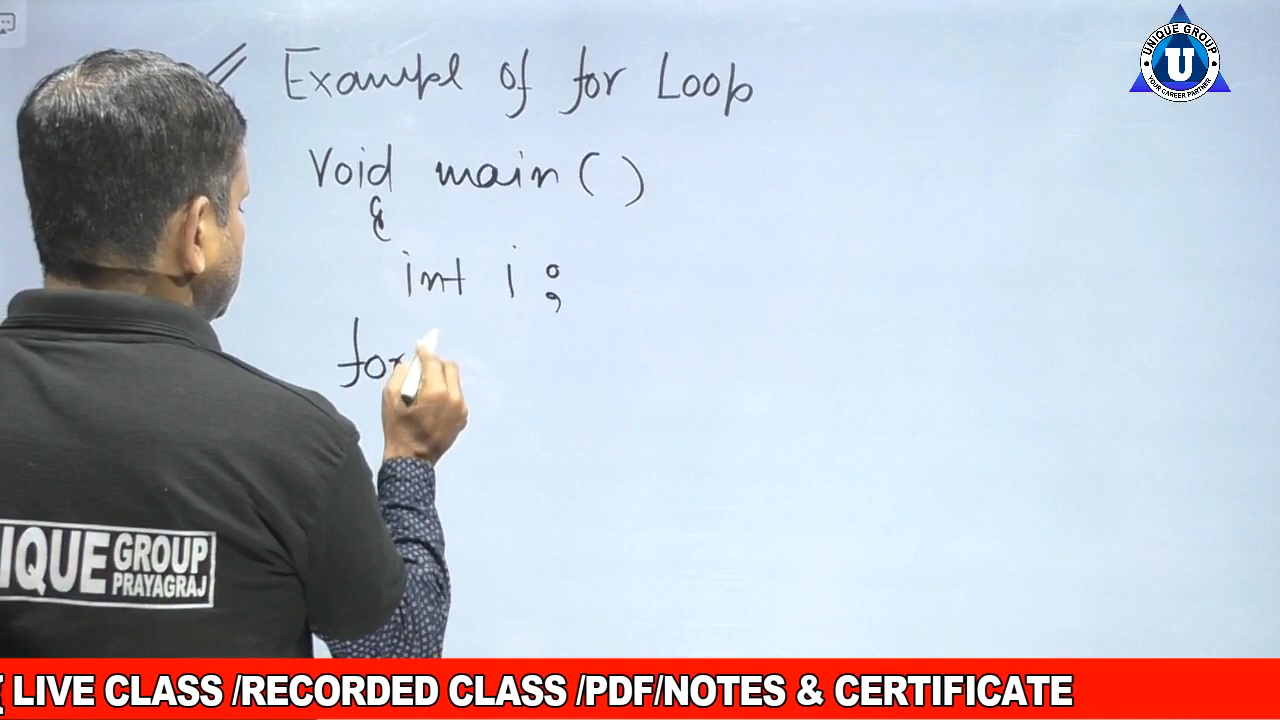 Example of for Loop
void main ( )
{
int i ;
for
UNIQUE GROUP
U
YOUR CAREER PARTNER
IQUE GROUP
PRAYAGRAJ
LIVE CLASS /RECORDED CLASS /PDF/NOTES & CERTIFICATE